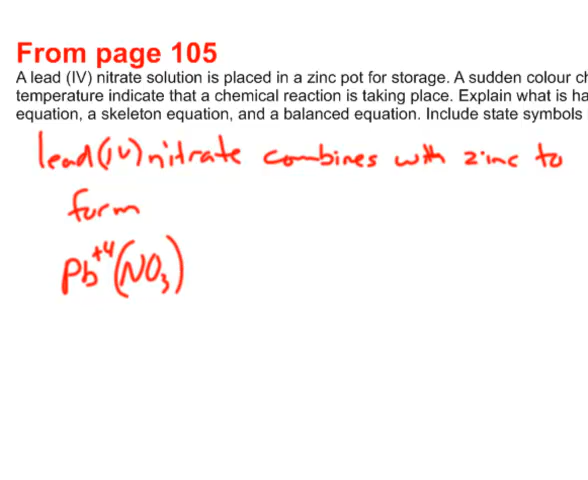 From page 105
A lead (IV) nitrate solution is placed in a zinc pot for storage. A sudden colour ch
temperature indicate that a chemical reaction is taking place. Explain what is ha
equation, a skeleton equation, and a balanced equation. Include state symbols
lead(IV)nitrate combines with zinc to
form
Pb⁺⁴(NO₃)